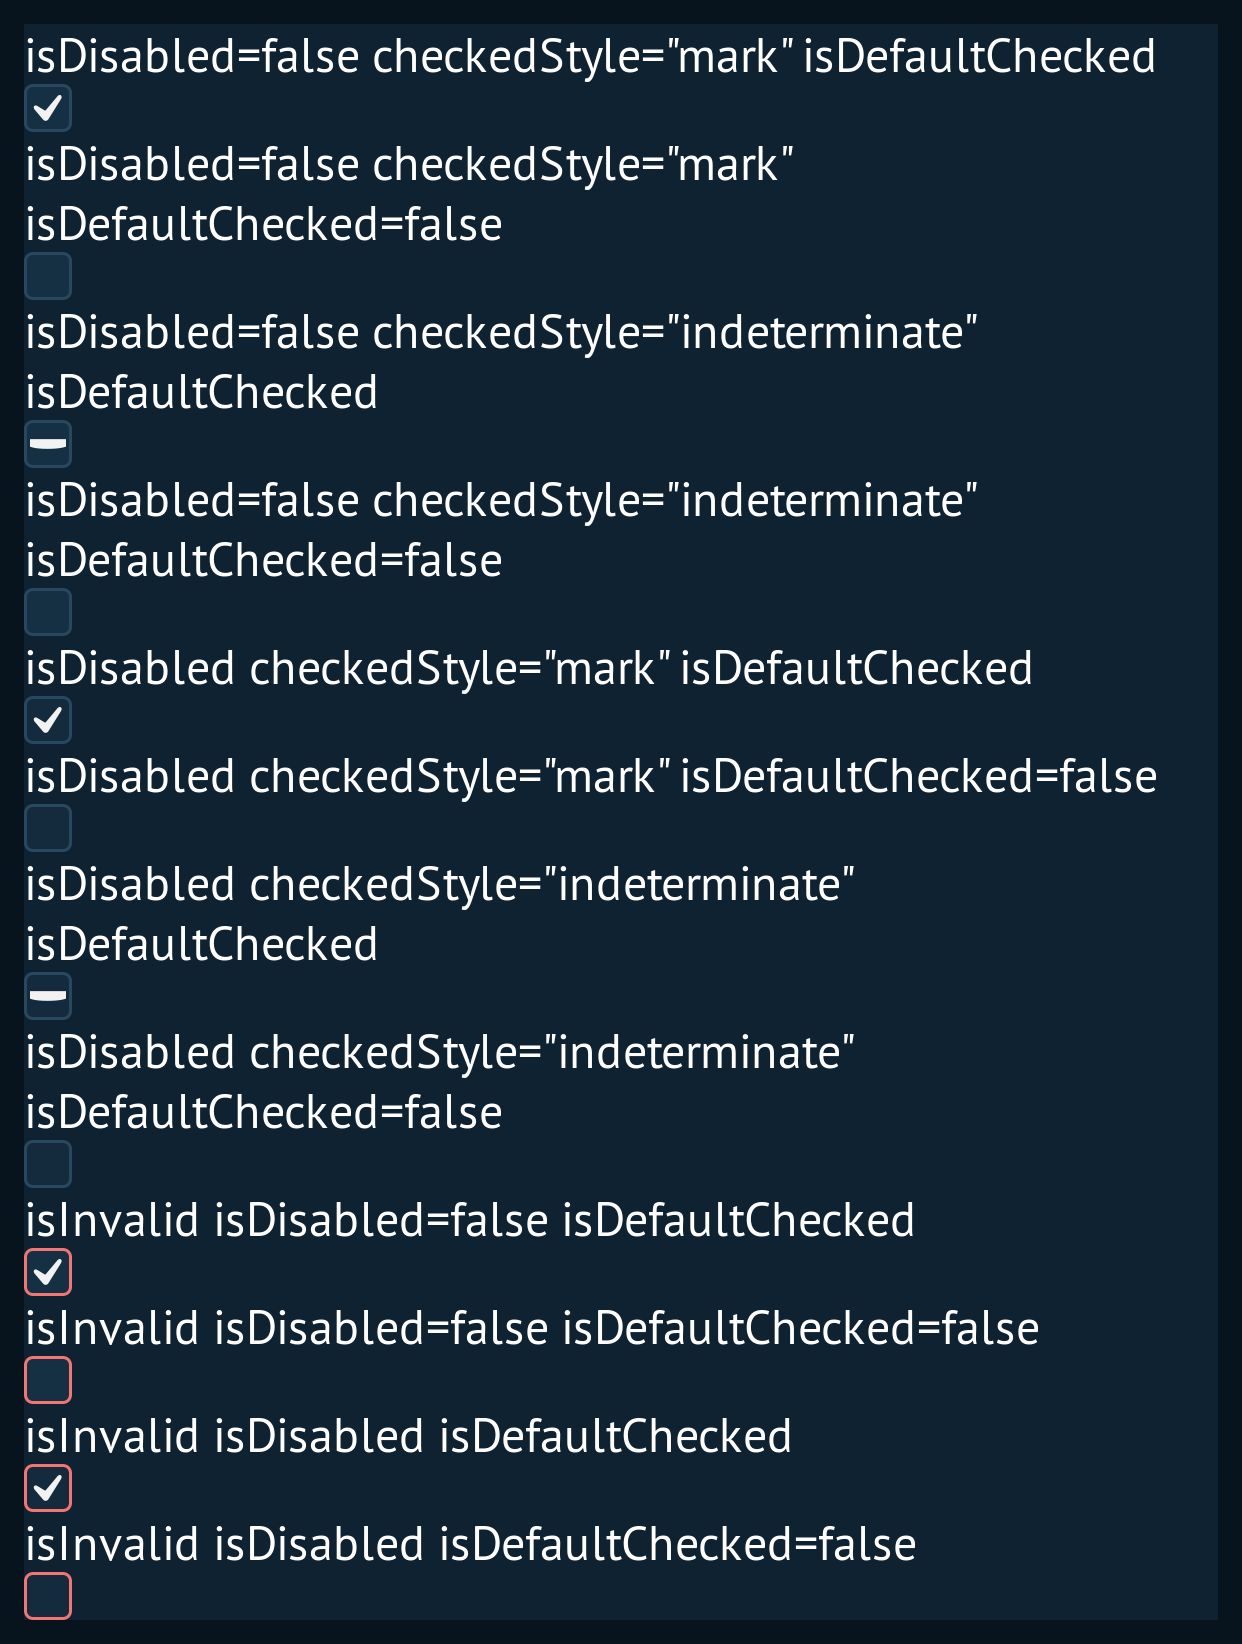 isDisabled=false checkedStyle="mark" isDefaultChecked
isDisabled=false checkedStyle="mark"
isDefaultChecked=false
isDisabled=false checkedStyle="indeterminate"
isDefaultChecked
isDisabled=false checkedStyle="indeterminate"
isDefaultChecked=false
isDisabled checkedStyle="mark" isDefaultChecked
isDisabled checkedStyle="mark" isDefaultChecked=false
isDisabled checkedStyle="indeterminate"
isDefaultChecked
isDisabled checkedStyle="indeterminate"
isDefaultChecked=false
isInvalid isDisabled=false isDefaultChecked
isInvalid isDisabled=false isDefaultChecked=false
isInvalid isDisabled isDefaultChecked
isInvalid isDisabled isDefaultChecked=false